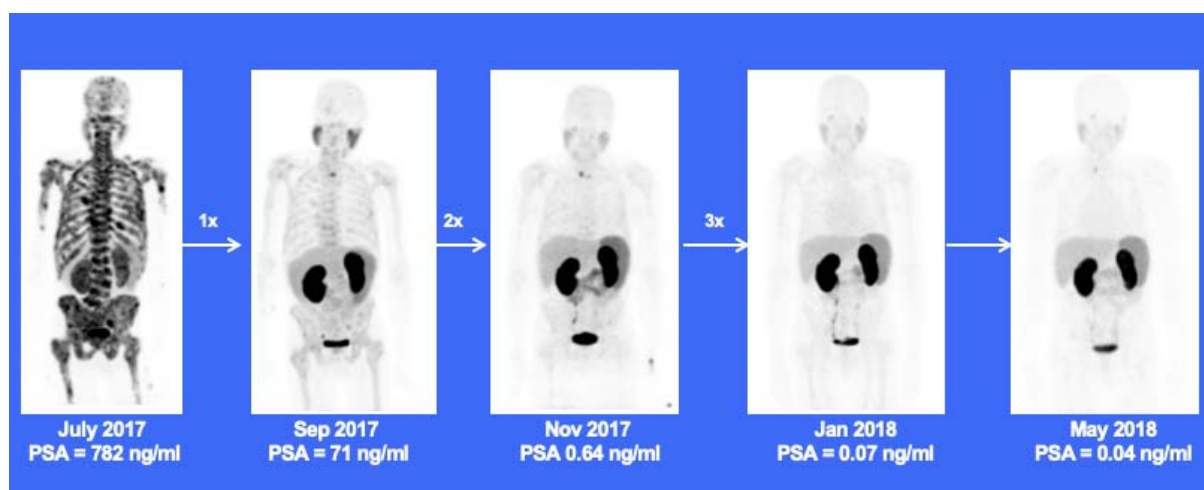 1x
2x
3x
July 2017
PSA = 782 ng/ml
Sep 2017
PSA = 71 ng/ml
Nov 2017
PSA 0.64 ng/ml
Jan 2018
PSA = 0.07 ng/ml
May 2018
PSA = 0.04 ng/ml